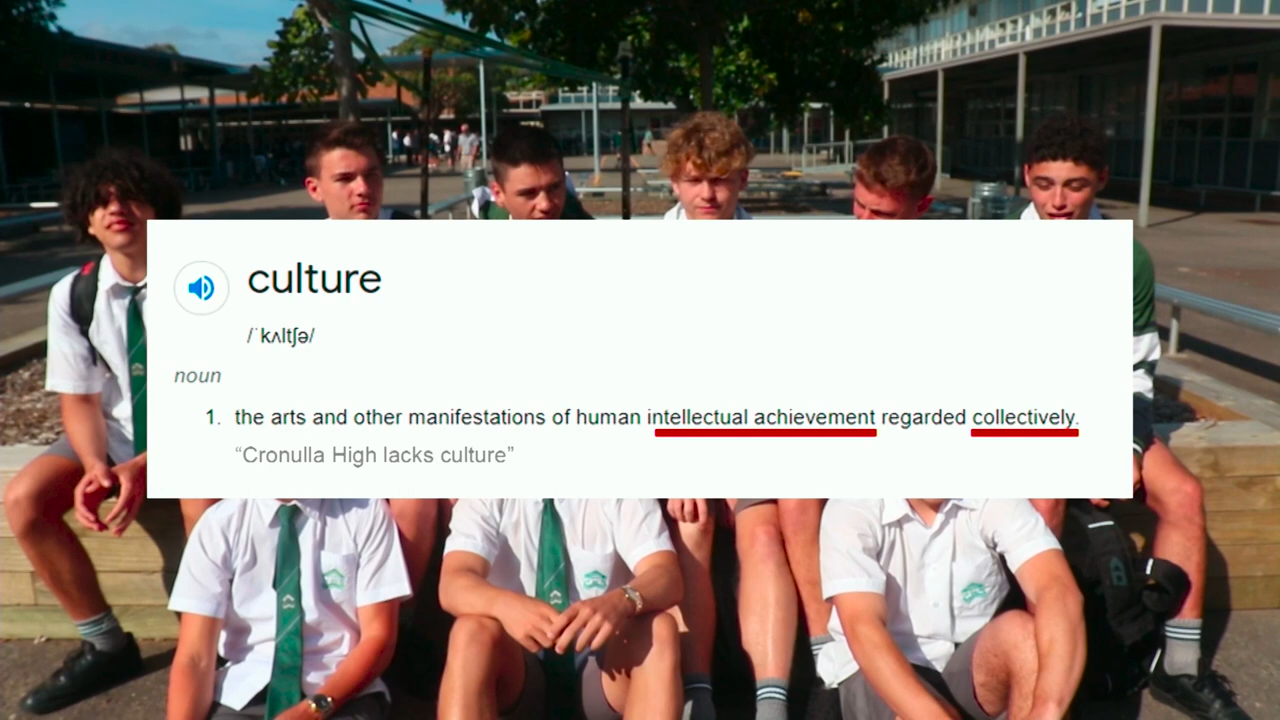 culture
/ˈkʌltʃə/
noun
1. the arts and other manifestations of human intellectual achievement regarded collectively.
“Cronulla High lacks culture”